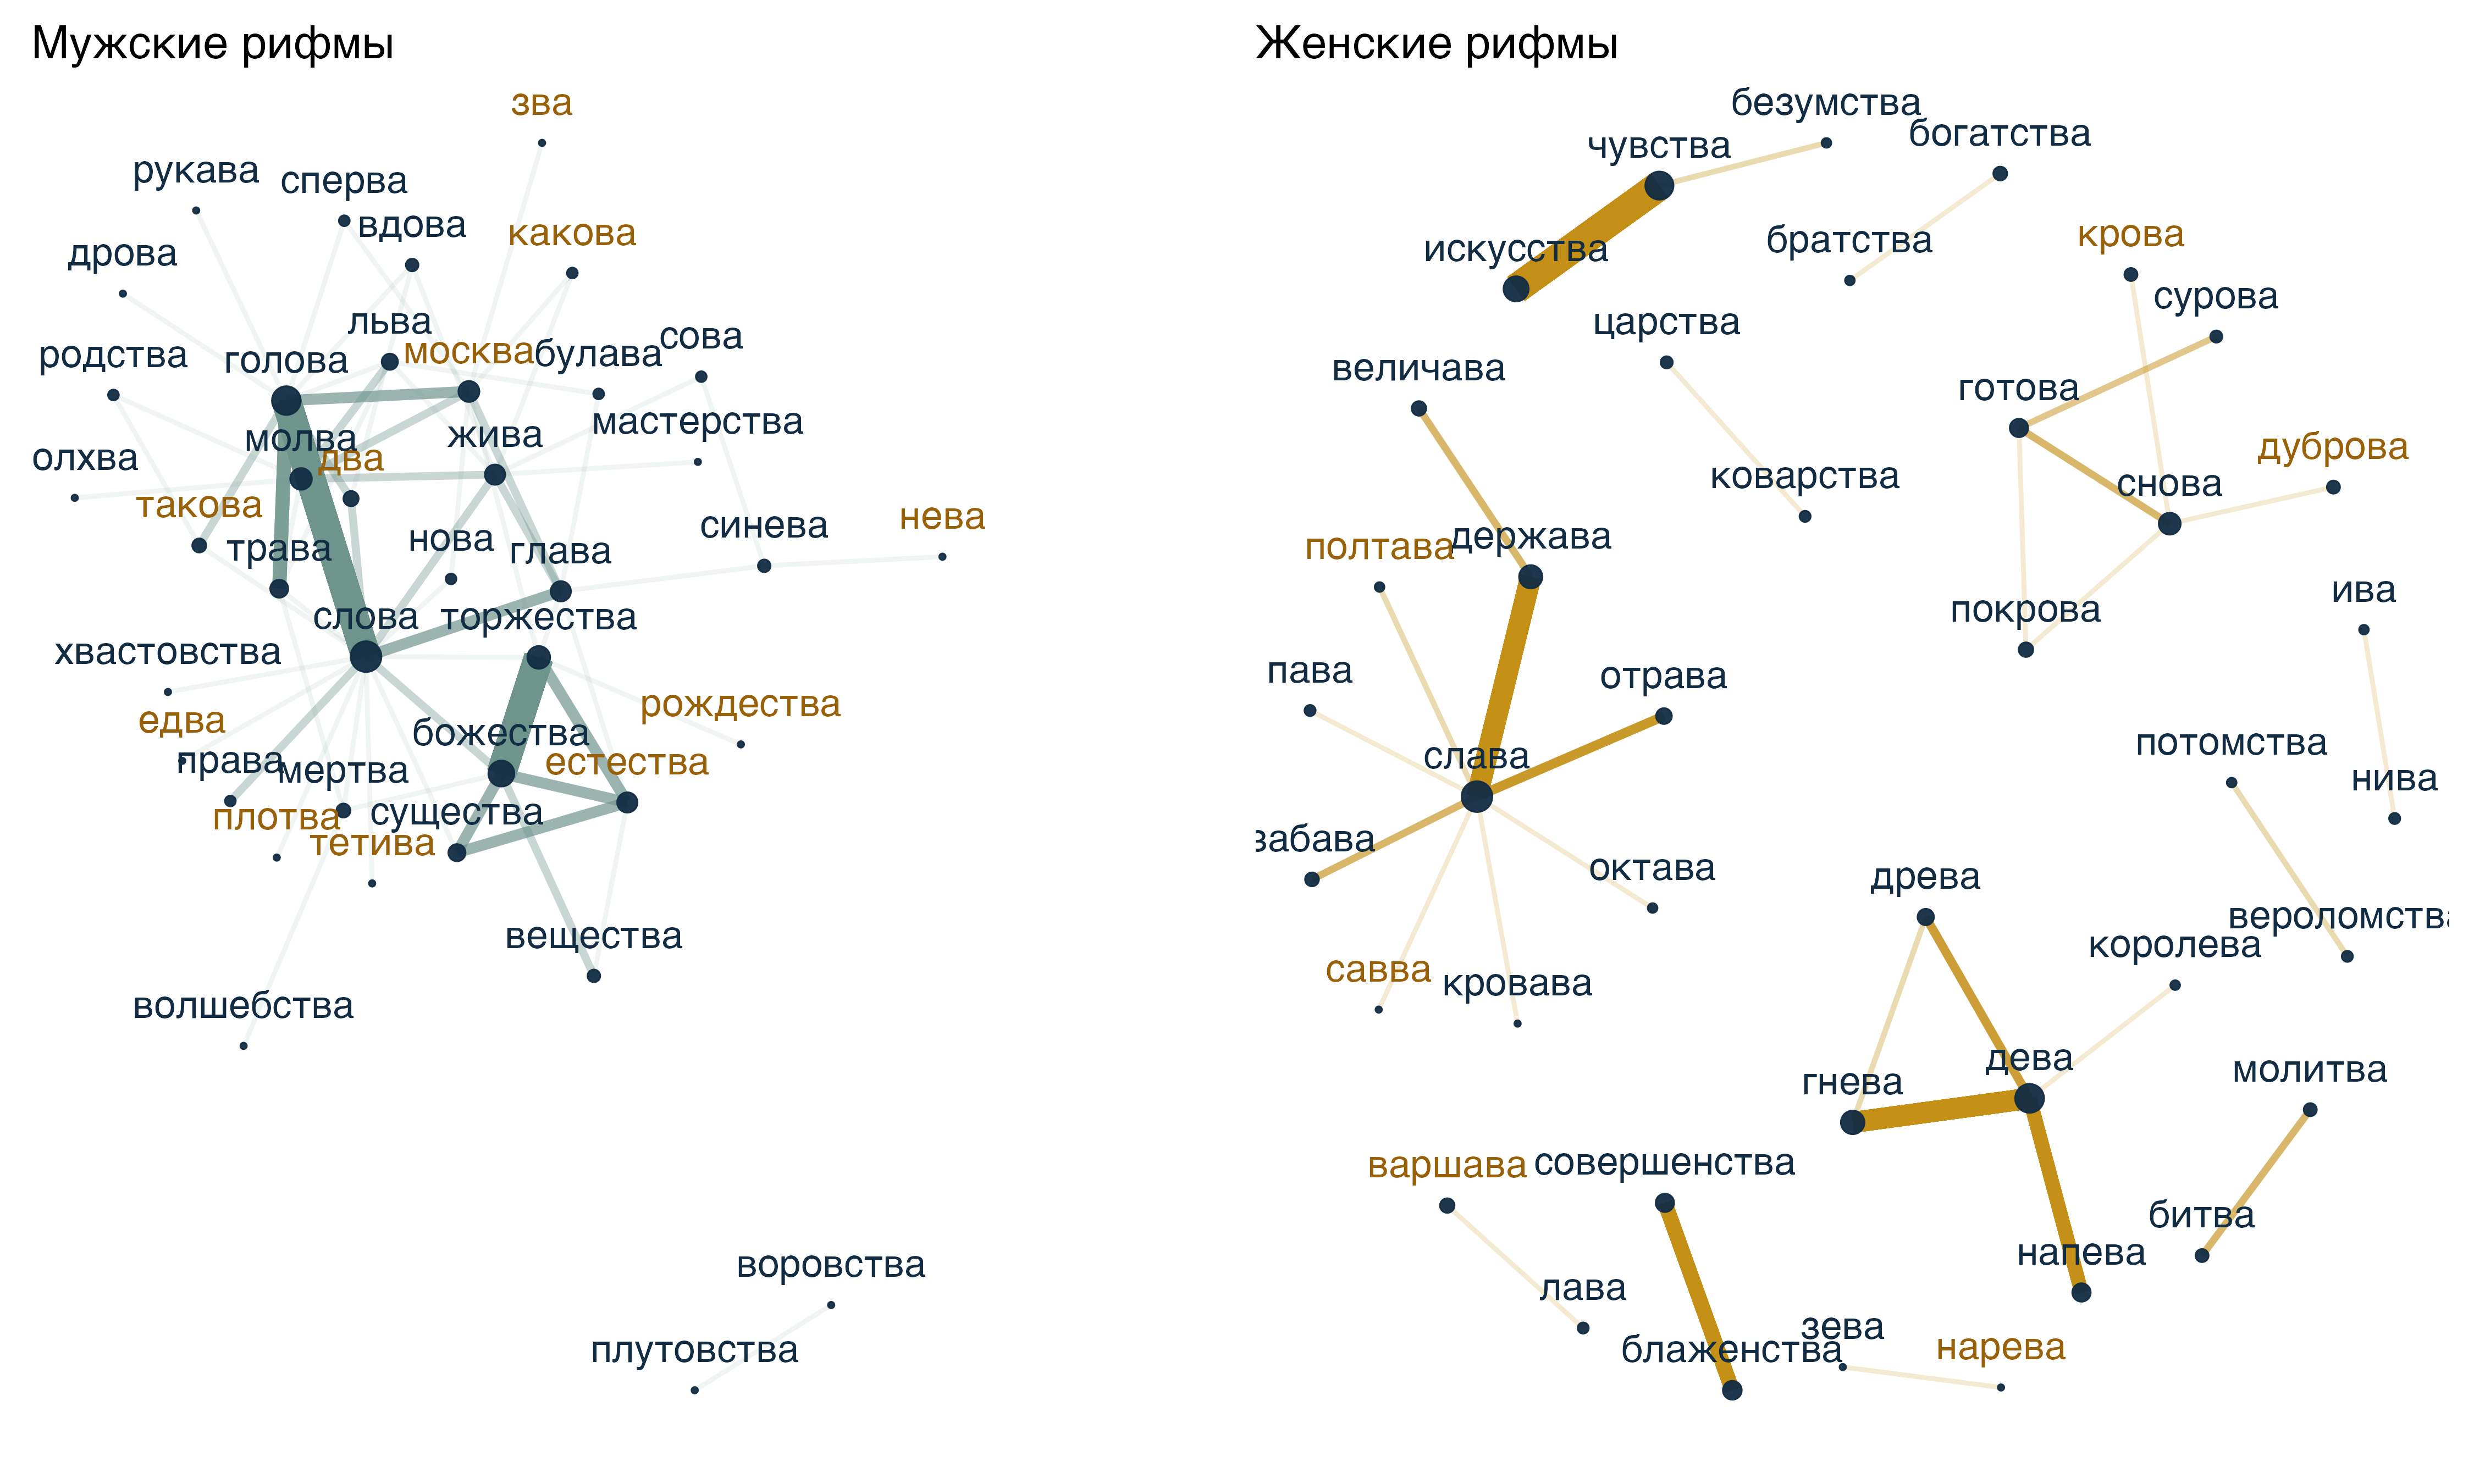 Мужские рифмы
зва
рукава
сперва
вдова
какова
дрова
льва
москва
булава
сова
родства
голова
мастерства
молва
жива
олхва
два
такова
трава
нова
глава
синева
нева
слова
торжества
хвастовства
рождества
едва
божества
права
мертва
естества
плотва
существа
тетива
вещества
волшебства
воровства
плутовства
Женские рифмы
безумства
чувства
богатства
искусства
братства
крова
царства
сурова
величава
готова
дуброва
коварства
снова
полтава
держава
ива
покрова
пава
отрава
слава
потомства
нива
забава
октава
древа
вероломства
королева
савва
кровава
дева
гнева
молитва
варшава
совершенства
битва
напева
лава
зева
блаженства
нарева